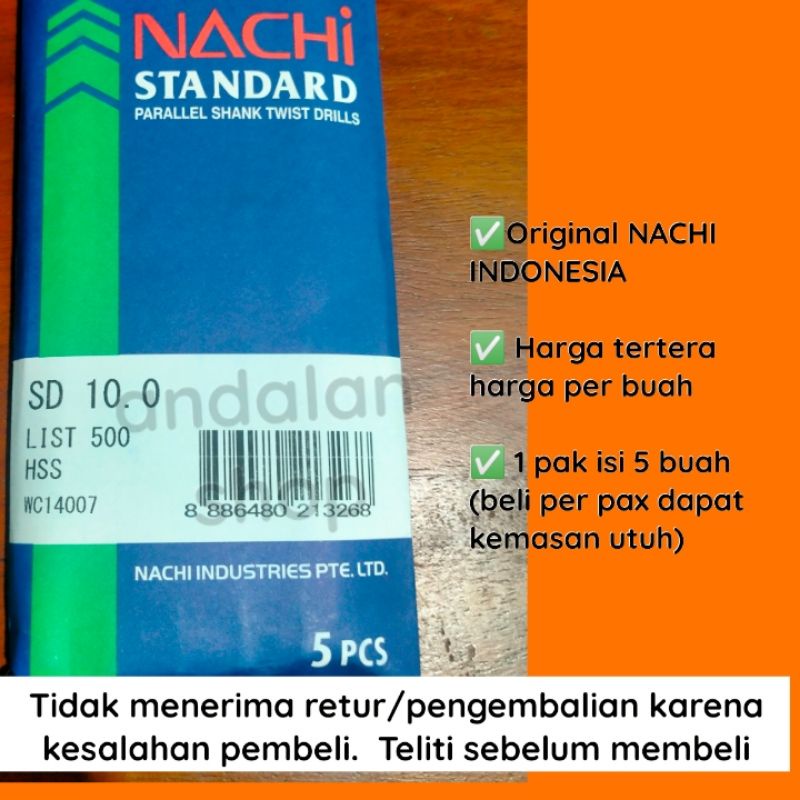 NACHi
STANDARD
PARALLEL SHANK TWIST DRILLS
✅Original NACHI
INDONESIA
✅ Harga tertera
harga per buah
SD 10.0
andalan
shop
LIST 500
HSS
WC14007
8 886480 213268
✅ 1 pak isi 5 buah
(beli per pax dapat
kemasan utuh)
NACHI INDUSTRIES PTE. LTD.
5 PCS
Tidak menerima retur/pengembalian karena
kesalahan pembeli.  Teliti sebelum membeli